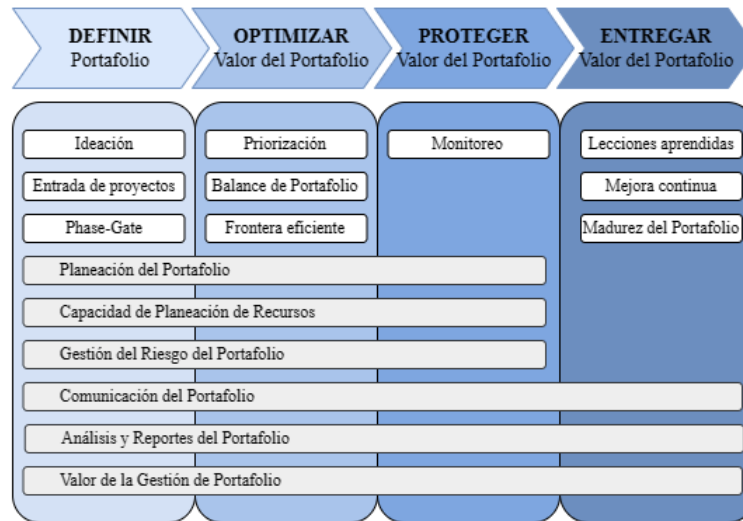 DEFINIR
Portafolio
OPTIMIZAR
Valor del Portafolio
PROTEGER
Valor del Portafolio
ENTREGAR
Valor del Portafolio
Ideación
Priorización
Monitoreo
Lecciones aprendidas
Entrada de proyectos
Balance de Portafolio
Mejora continua
Phase-Gate
Frontera eficiente
Madurez del Portafolio
Planeación del Portafolio
Capacidad de Planeación de Recursos
Gestión del Riesgo del Portafolio
Comunicación del Portafolio
Análisis y Reportes del Portafolio
Valor de la Gestión de Portafolio